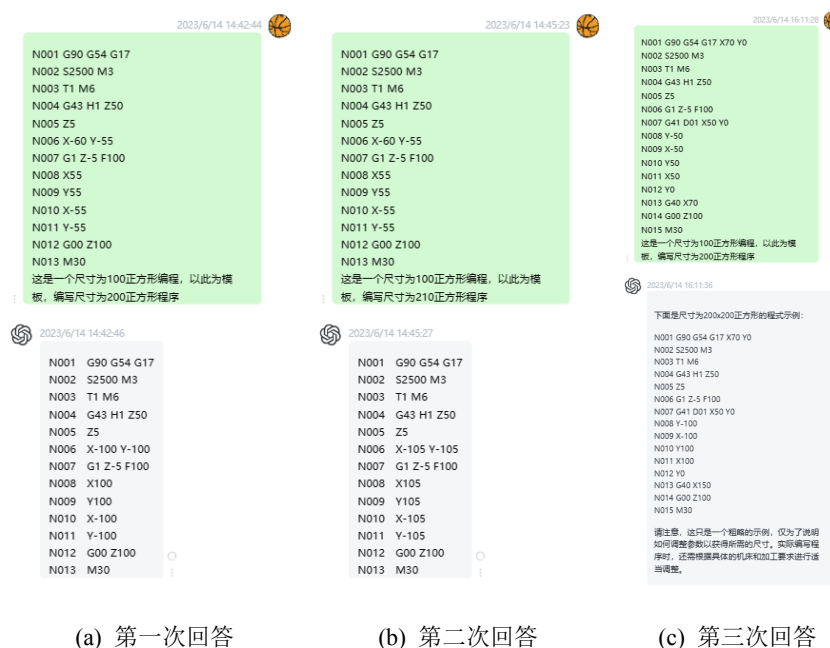 2023/6/14 14:42:44
N001 G90 G54 G17
N002 S2500 M3
N003 T1 M6
N004 G43 H1 Z50
N005 Z5
N006 X-60 Y-55
N007 G1 Z-5 F100
N008 X55
N009 Y55
N010 X-55
N011 Y-55
N012 G00 Z100
N013 M30
这是一个尺寸为100正方形编程，以此为模
板，编写尺寸为200正方形程序
2023/6/14 14:42:46
N001 G90 G54 G17
N002 S2500 M3
N003 T1 M6
N004 G43 H1 Z50
N005 Z5
N006 X-100 Y-100
N007 G1 Z-5 F100
N008 X100
N009 Y100
N010 X-100
N011 Y-100
N012 G00 Z100
N013 M30
(a) 第一次回答
2023/6/14 14:45:23
N001 G90 G54 G17
N002 S2500 M3
N003 T1 M6
N004 G43 H1 Z50
N005 Z5
N006 X-60 Y-55
N007 G1 Z-5 F100
N008 X55
N009 Y55
N010 X-55
N011 Y-55
N012 G00 Z100
N013 M30
这是一个尺寸为100正方形编程，以此为模
板，编写尺寸为210正方形程序
2023/6/14 14:45:27
N001 G90 G54 G17
N002 S2500 M3
N003 T1 M6
N004 G43 H1 Z50
N005 Z5
N006 X-105 Y-105
N007 G1 Z-5 F100
N008 X105
N009 Y105
N010 X-105
N011 Y-105
N012 G00 Z100
N013 M30
(b) 第二次回答
2023/6/14 16:11:28
N001 G90 G54 G17 X70 Y0
N002 S2500 M3
N003 T1 M6
N004 G43 H1 Z50
N005 Z5
N006 G1 Z-5 F100
N007 G41 D01 X50 Y0
N008 Y-50
N009 X-50
N010 Y50
N011 X50
N012 Y0
N013 G40 X70
N014 G00 Z100
N015 M30
这是一个尺寸为100正方形编程，以此为模
板，编写尺寸为200正方形程序
2023/6/14 16:11:36
下面是尺寸为200x200正方形的程式示例：
N001 G90 G54 G17 X70 Y0
N002 S2500 M3
N003 T1 M6
N004 G43 H1 Z50
N005 Z5
N006 G1 Z-5 F100
N007 G41 D01 X50 Y0
N008 Y-100
N009 X-100
N010 Y100
N011 X100
N012 Y0
N013 G40 X150
N014 G00 Z100
N015 M30
请注意，这只是一个粗略的示例，仅为了说明
如何调整参数以获得所需的尺寸。实际编写程
序时，还需根据具体的机床和加工要求进行适
当调整。
(c) 第三次回答